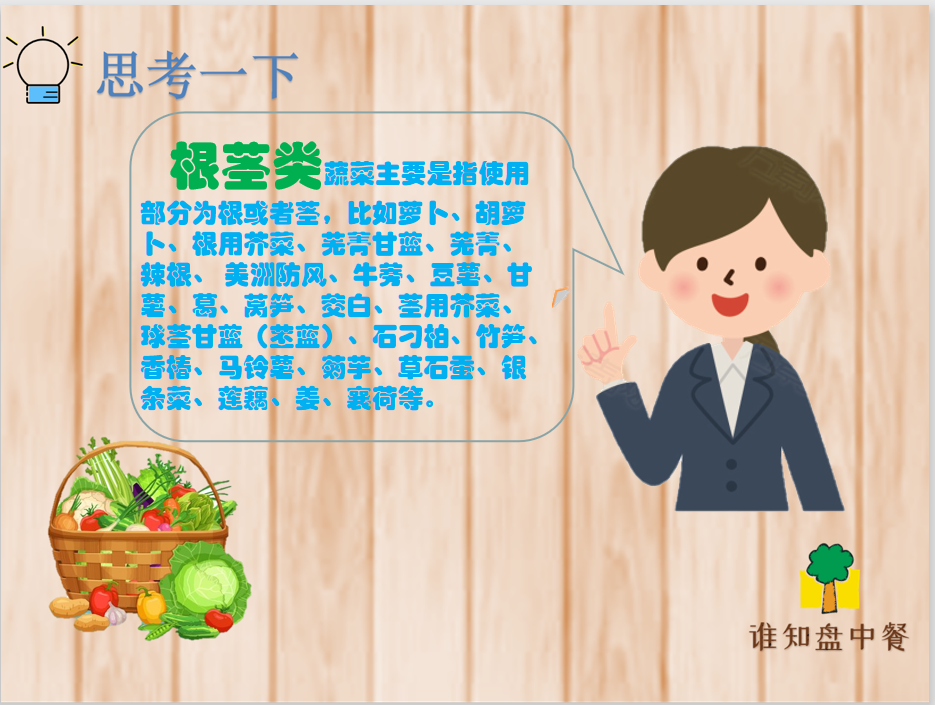 思考一下
根茎类蔬菜主要是指使用
部分为根或者茎，比如萝卜、胡萝
卜、根用芥菜、芜菁甘蓝、芜菁、
辣根、 美洲防风、牛蒡、豆薯、甘
薯、葛、莴笋、茭白、茎用芥菜、
球茎甘蓝（苤蓝）、石刁柏、竹笋、
香椿、马铃薯、菊芋、草石蚕、银
条菜、莲藕、姜、襄荷等。
谁知盘中餐